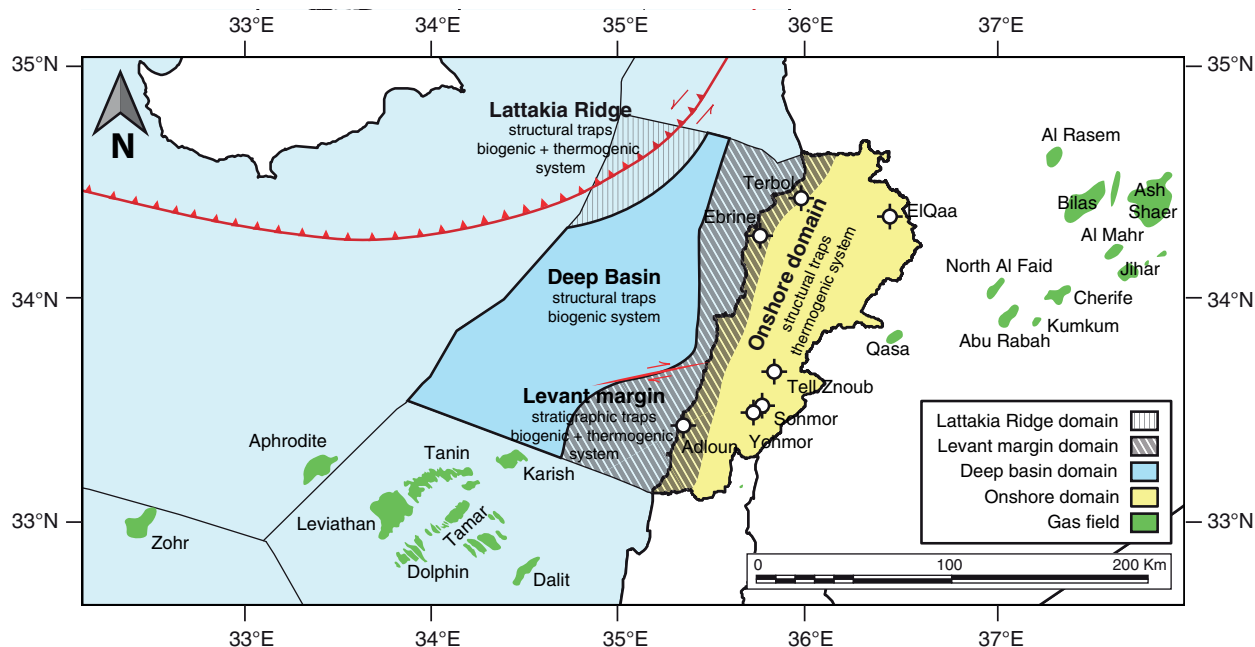 33°E 34°E 35°E 36°E 37°E
35°N 35°N
N
Lattakia Ridge
structural traps
biogenic + thermogenic
system
Al Rasem
Terbol
Bilas
Ash
Shaer
Ebrine
ElQaa
Al Mahr
Jihar
North Al Faid
Onshore domain
structural traps
thermogenic system
Deep Basin
structural traps
biogenic system
34°N 34°N
Cherife
Kumkum
Abu Rabah
Qasa
Levant margin
stratigraphic traps
biogenic + thermogenic
system
Tell Znoub
Sohmor
Yohmor
Adloun
Aphrodite
Tanin
Karish
Leviathan
Tamar
Zohr
Dolphin
Dalit
33°N 33°N
Lattakia Ridge domain
Levant margin domain
Deep basin domain
Onshore domain
Gas field
0 100 200 Km
33°E 34°E 35°E 36°E 37°E